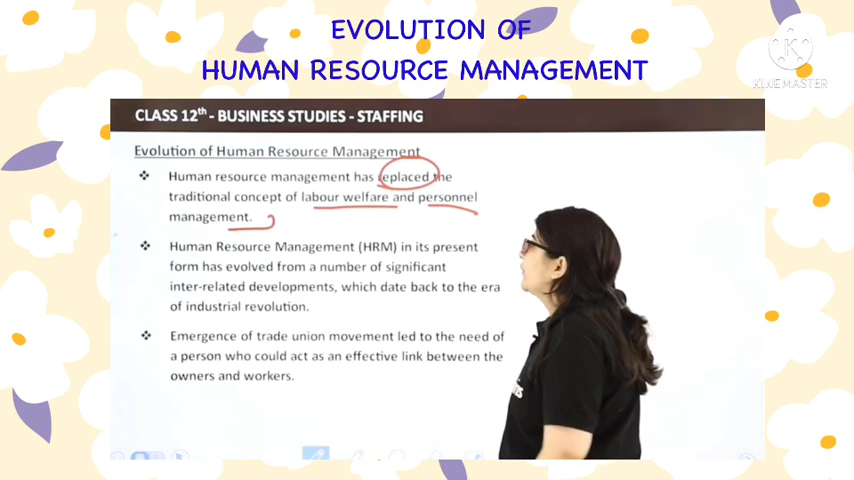 EVOLUTION OF
HUMAN RESOURCE MANAGEMENT
KINEMASTER
CLASS 12th - BUSINESS STUDIES - STAFFING
Evolution of Human Resource Management
❖ Human resource management has replaced the
traditional concept of labour welfare and personnel
management.
❖ Human Resource Management (HRM) in its present
form has evolved from a number of significant
inter-related developments, which date back to the era
of industrial revolution.
❖ Emergence of trade union movement led to the need of
a person who could act as an effective link between the
owners and workers.